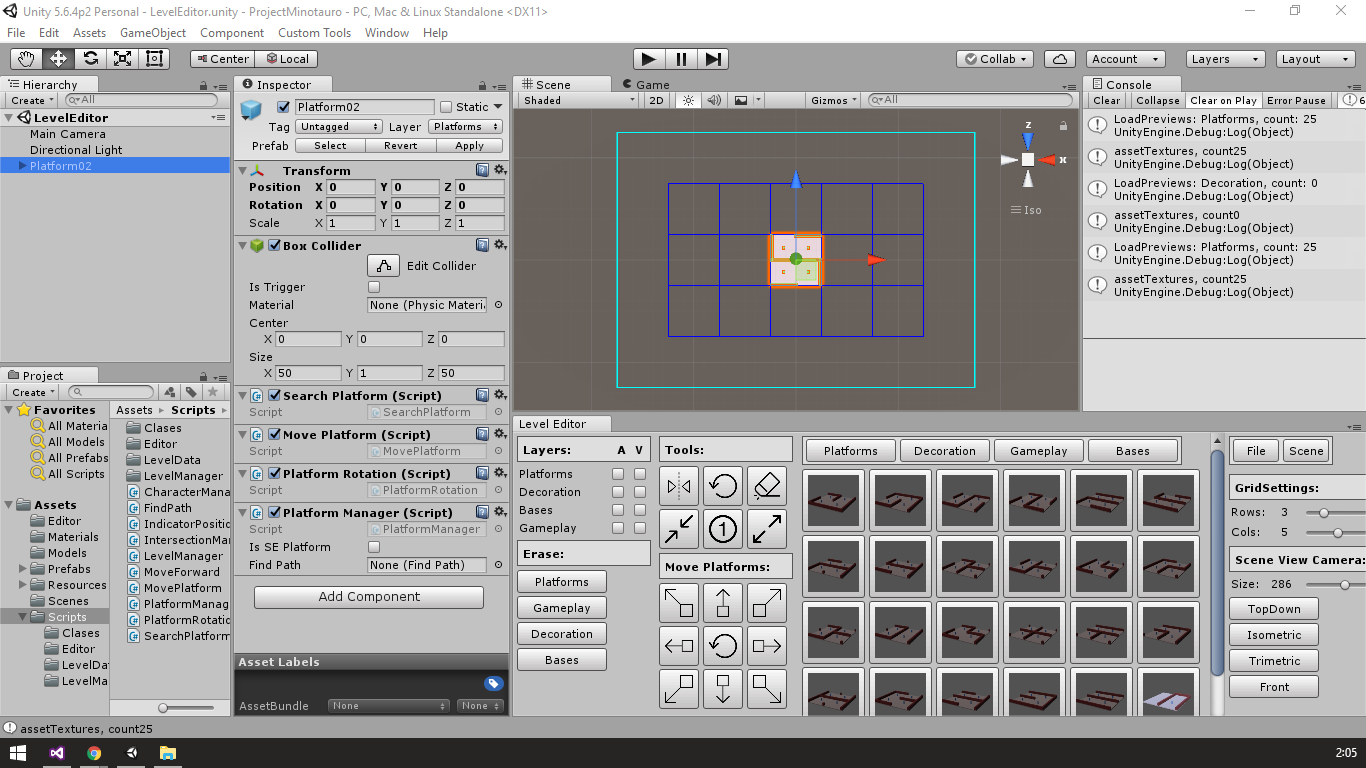 Unity 5.6.4p2 Personal - LevelEditor.unity - ProjectMinotauro - PC, Mac & Linux Standalone <DX11>
File Edit Assets GameObject Component Custom Tools Window Help
Center Local
Collab
Account
Layers
Layout
Hierarchy
Create
All
LevelEditor
Main Camera
Directional Light
Platform02
Project
Create
Favorites
All Materia
All Models
All Prefabs
All Scripts
Assets
Editor
Materials
Models
Prefabs
Resources
Scenes
Scripts
Clases
Editor
LevelDat
LevelMa
Assets Scripts
Clases
Editor
LevelData
LevelManager
CharacterMana
FindPath
IndicatorPositio
IntersectionMan
LevelManager
MoveForward
MovePlatform
PlatformManag
PlatformRotatio
SearchPlatform
Inspector
Platform02
Static
Tag Untagged Layer Platforms
Prefab Select Revert Apply
Transform
Position X 0 Y 0 Z 0
Rotation X 0 Y 0 Z 0
Scale X 1 Y 1 Z 1
Box Collider
Edit Collider
Is Trigger
Material None (Physic Materia
Center
X 0 Y 0 Z 0
Size
X 50 Y 1 Z 50
Search Platform (Script)
Script SearchPlatform
Move Platform (Script)
Script MovePlatform
Platform Rotation (Script)
Script PlatformRotation
Platform Manager (Script)
Script PlatformManager
Is SE Platform
Find Path None (Find Path)
Add Component
Asset Labels
AssetBundle None None
Scene Game
Shaded 2D Gizmos All
z
x
Iso
Console
Clear Collapse Clear on Play Error Pause 6
LoadPreviews: Platforms, count: 25
UnityEngine.Debug:Log(Object)
assetTextures, count25
UnityEngine.Debug:Log(Object)
LoadPreviews: Decoration, count: 0
UnityEngine.Debug:Log(Object)
assetTextures, count0
UnityEngine.Debug:Log(Object)
LoadPreviews: Platforms, count: 25
UnityEngine.Debug:Log(Object)
assetTextures, count25
UnityEngine.Debug:Log(Object)
Level Editor
Layers: A V
Platforms
Decoration
Bases
Gameplay
Erase:
Platforms
Gameplay
Decoration
Bases
Tools:
1
Move Platforms:
Platforms Decoration Gameplay Bases
File Scene
GridSettings:
Rows: 3
Cols: 5
Scene View Camera:
Size: 286
TopDown
Isometric
Trimetric
Front
assetTextures, count25
2:05